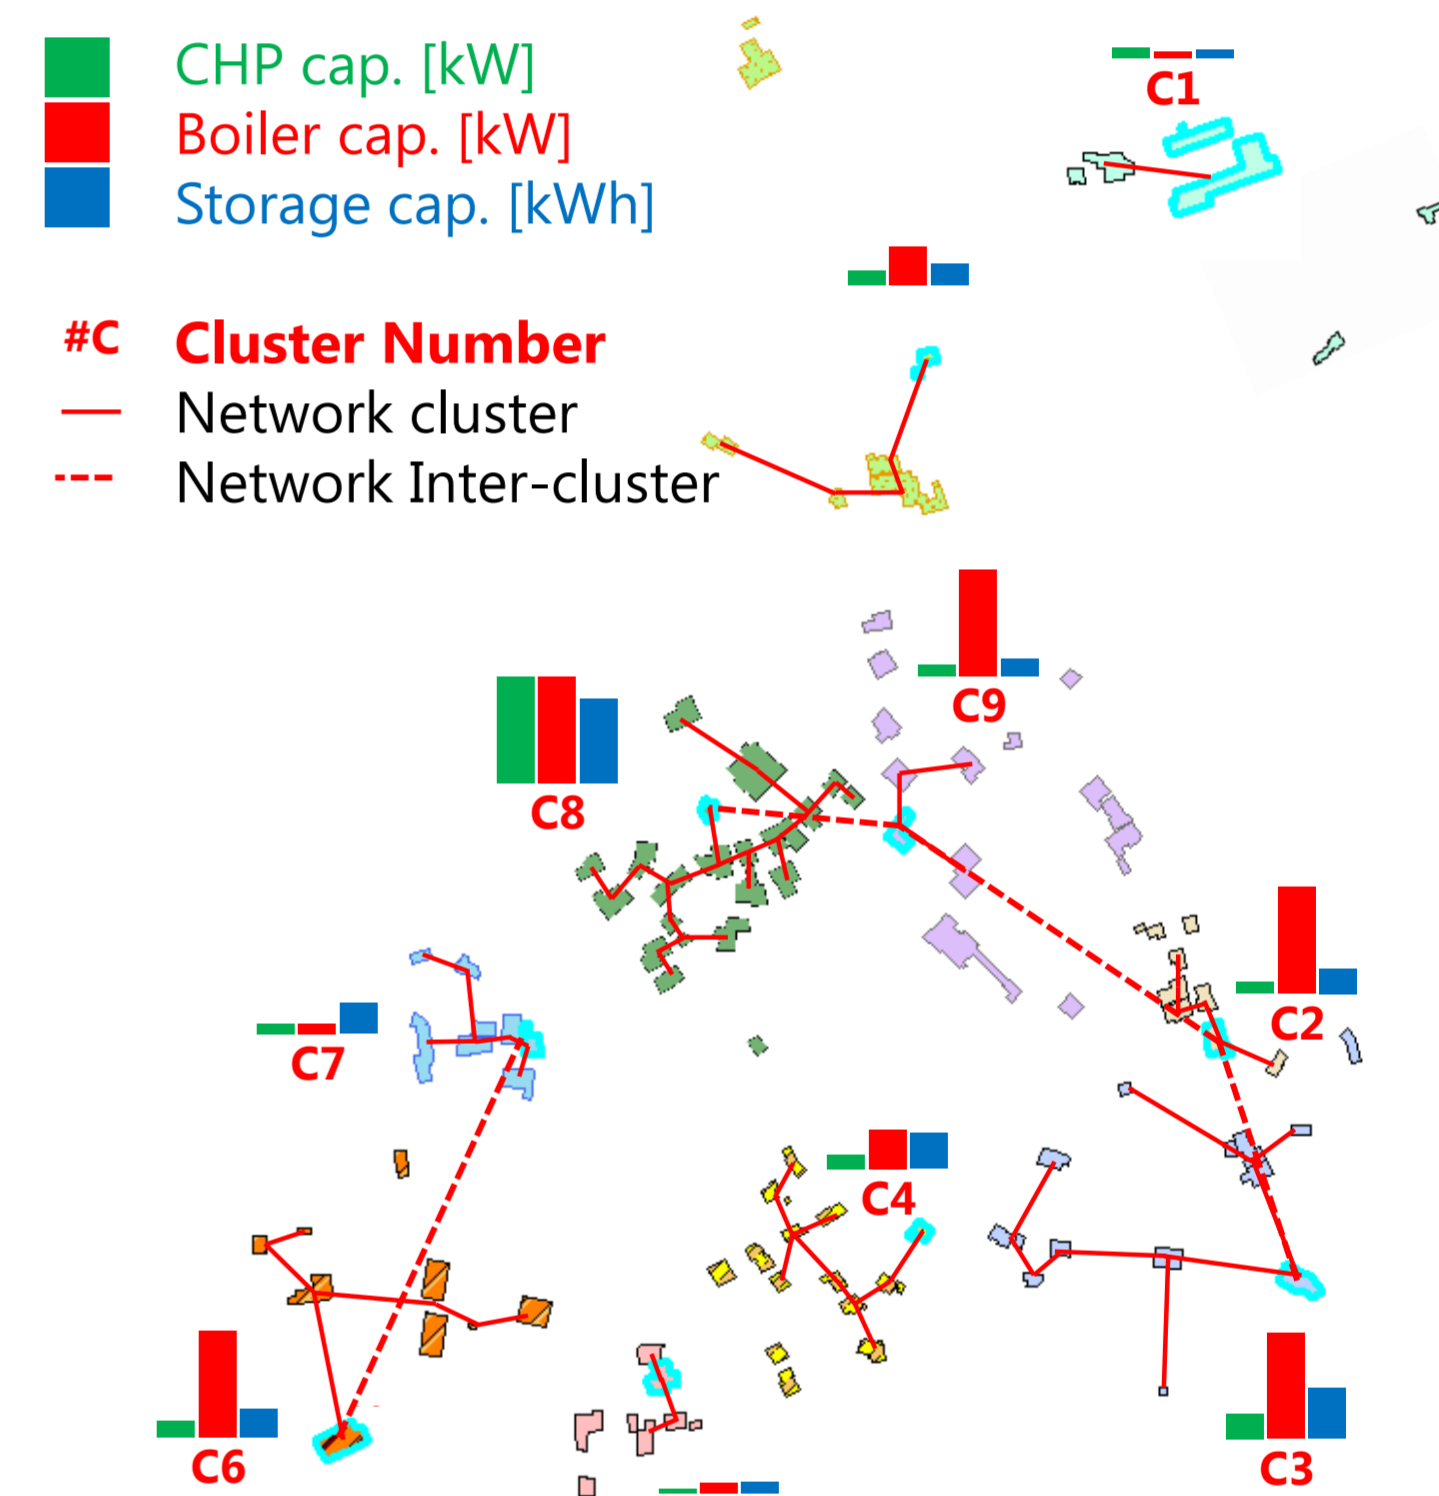 CHP cap. [kW]
Boiler cap. [kW]
Storage cap. [kWh]
#C Cluster Number
Network cluster
Network Inter-cluster
C1
C9
C8
C2
C7
C4
C6
C3